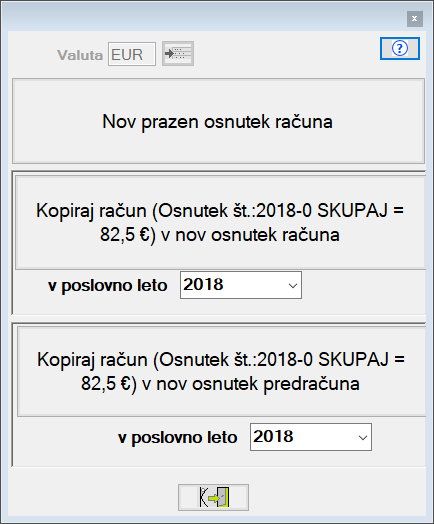 x
Valuta EUR
?
Nov prazen osnutek računa
Kopiraj račun (Osnutek št.:2018-0 SKUPAJ =
82,5 €) v nov osnutek računa
v poslovno leto 2018
Kopiraj račun (Osnutek št.:2018-0 SKUPAJ =
82,5 €) v nov osnutek predračuna
v poslovno leto 2018